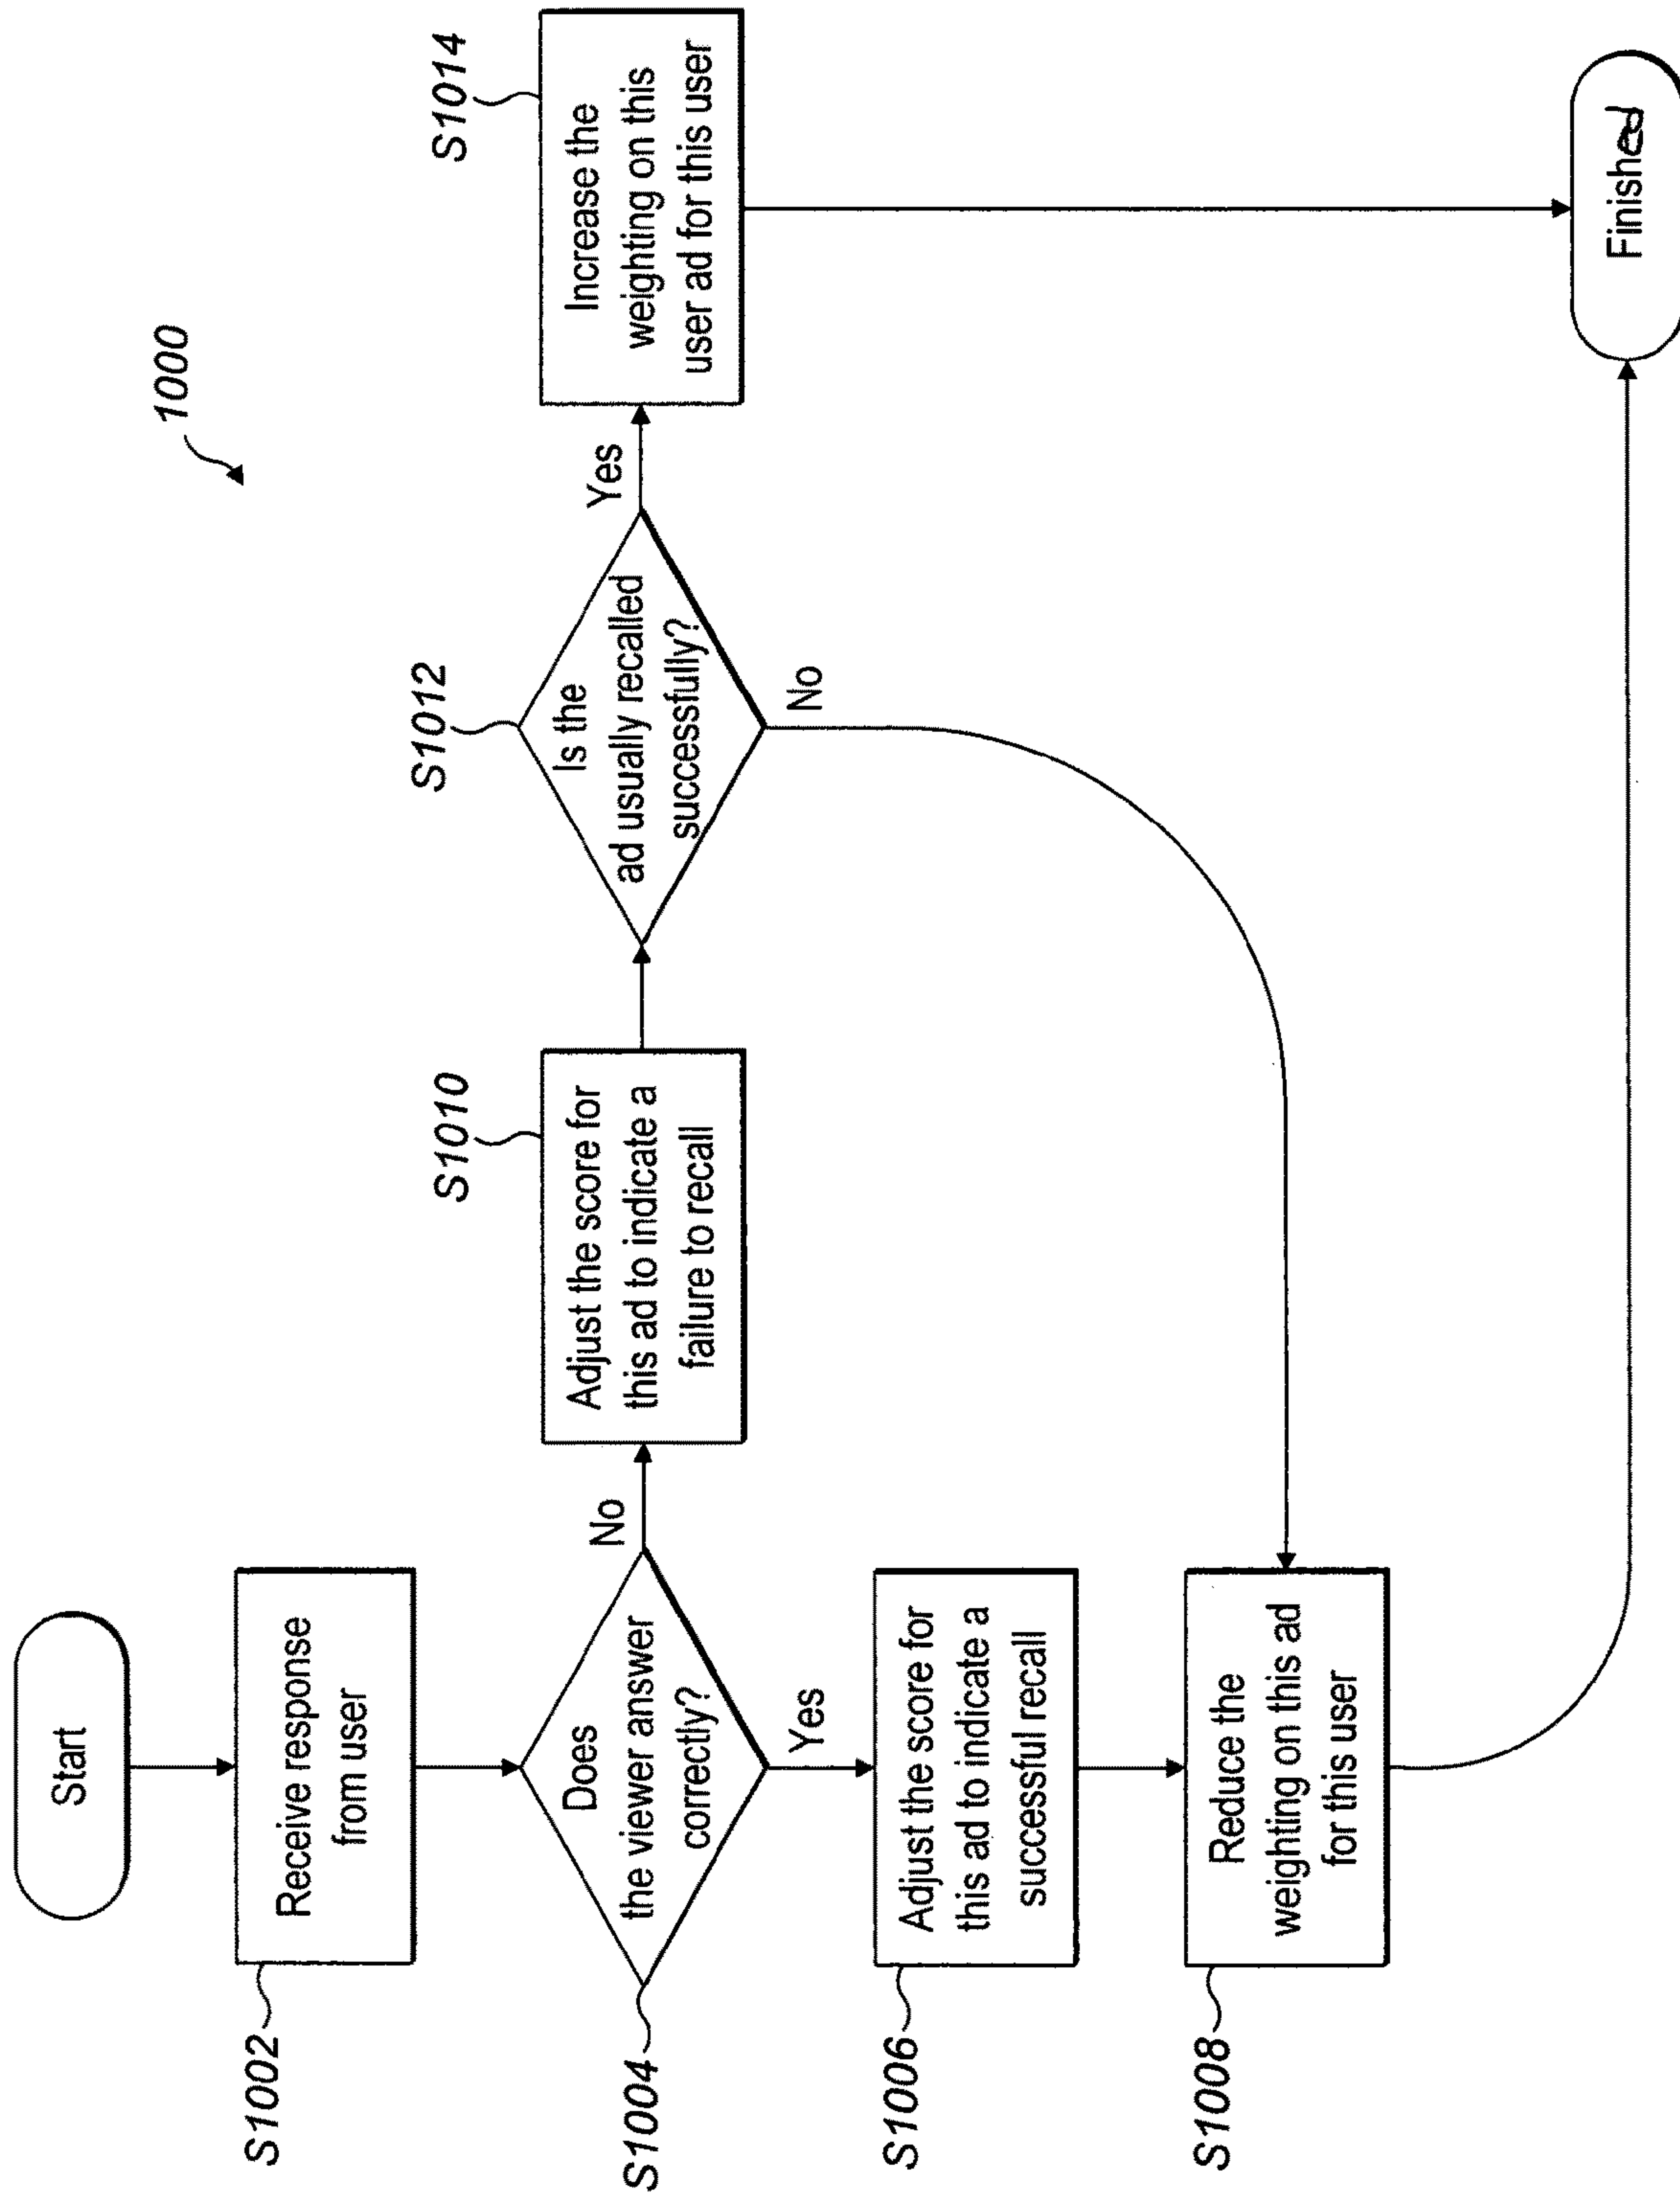 1000
Start
S1002
Receive response
from user
S1004
Does
the viewer answer
correctly?
No
Yes
S1006
Adjust the score for
this ad to indicate a
successful recall
S1008
Reduce the
weighting on this ad
for this user
S1010
Adjust the score for
this ad to indicate a
failure to recall
S1012
Is the
ad usually recalled
successfully?
Yes
No
S1014
Increase the
weighting on this
user ad for this user
Finished